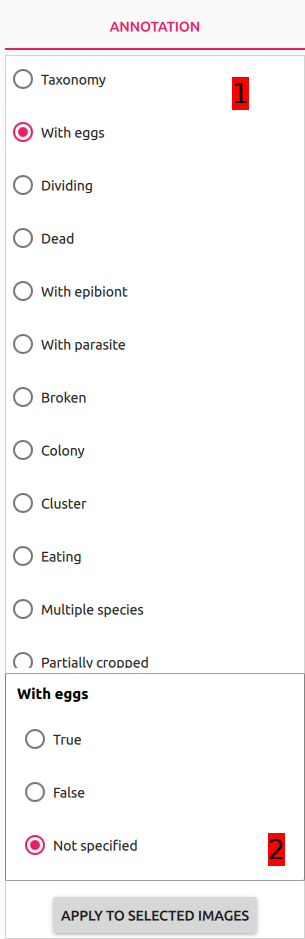 ANNOTATION
Taxonomy
1
With eggs
Dividing
Dead
With epibiont
With parasite
Broken
Colony
Cluster
Eating
Multiple species
Partially cropped
With eggs
True
False
Not specified
2
APPLY TO SELECTED IMAGES